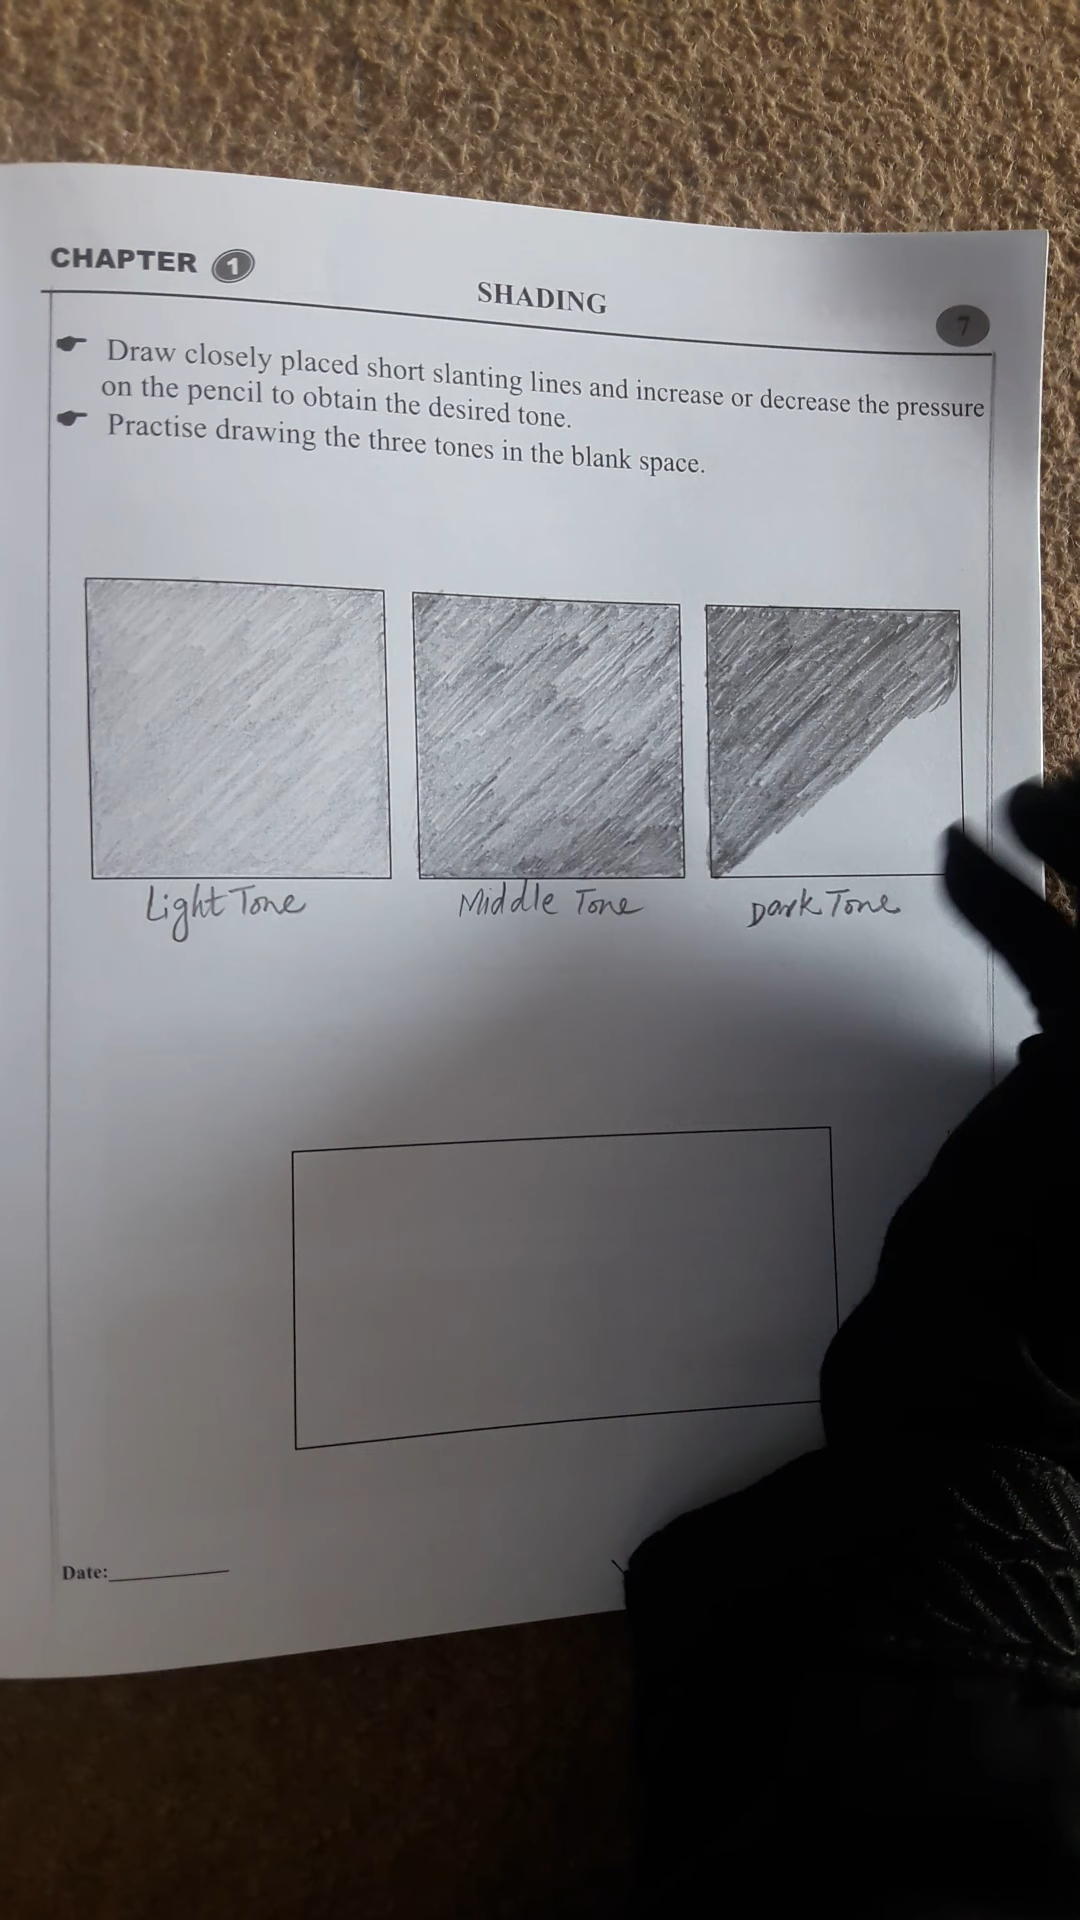 CHAPTER 1
SHADING
7
Draw closely placed short slanting lines and increase or decrease the pressure
on the pencil to obtain the desired tone.
Practise drawing the three tones in the blank space.
Light Tone
Middle Tone
Dark Tone
Date: